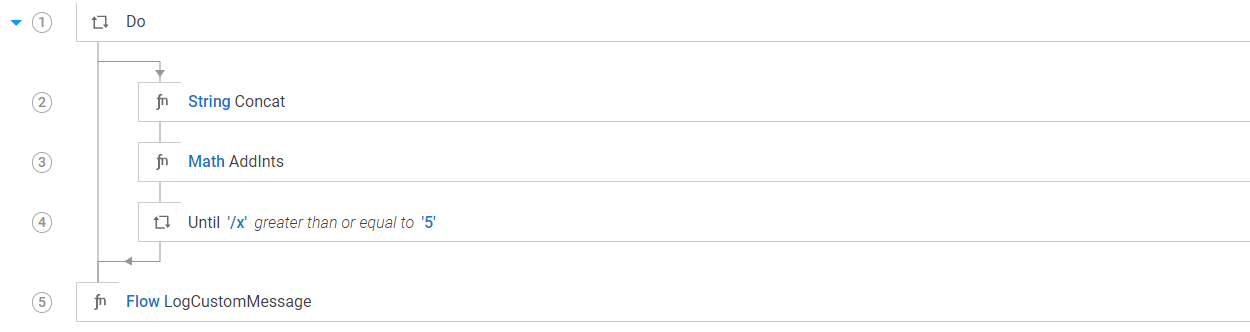 1 Do
2 fn String Concat
3 fn Math AddInts
4 Until '/x' greater than or equal to '5'
5 fn Flow LogCustomMessage